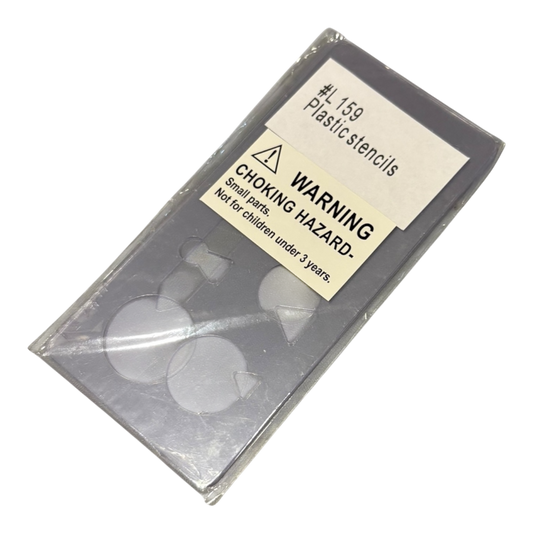 #L 159
Plastic stencils
WARNING
CHOKING HAZARD-
Small parts.
Not for children under 3 years.